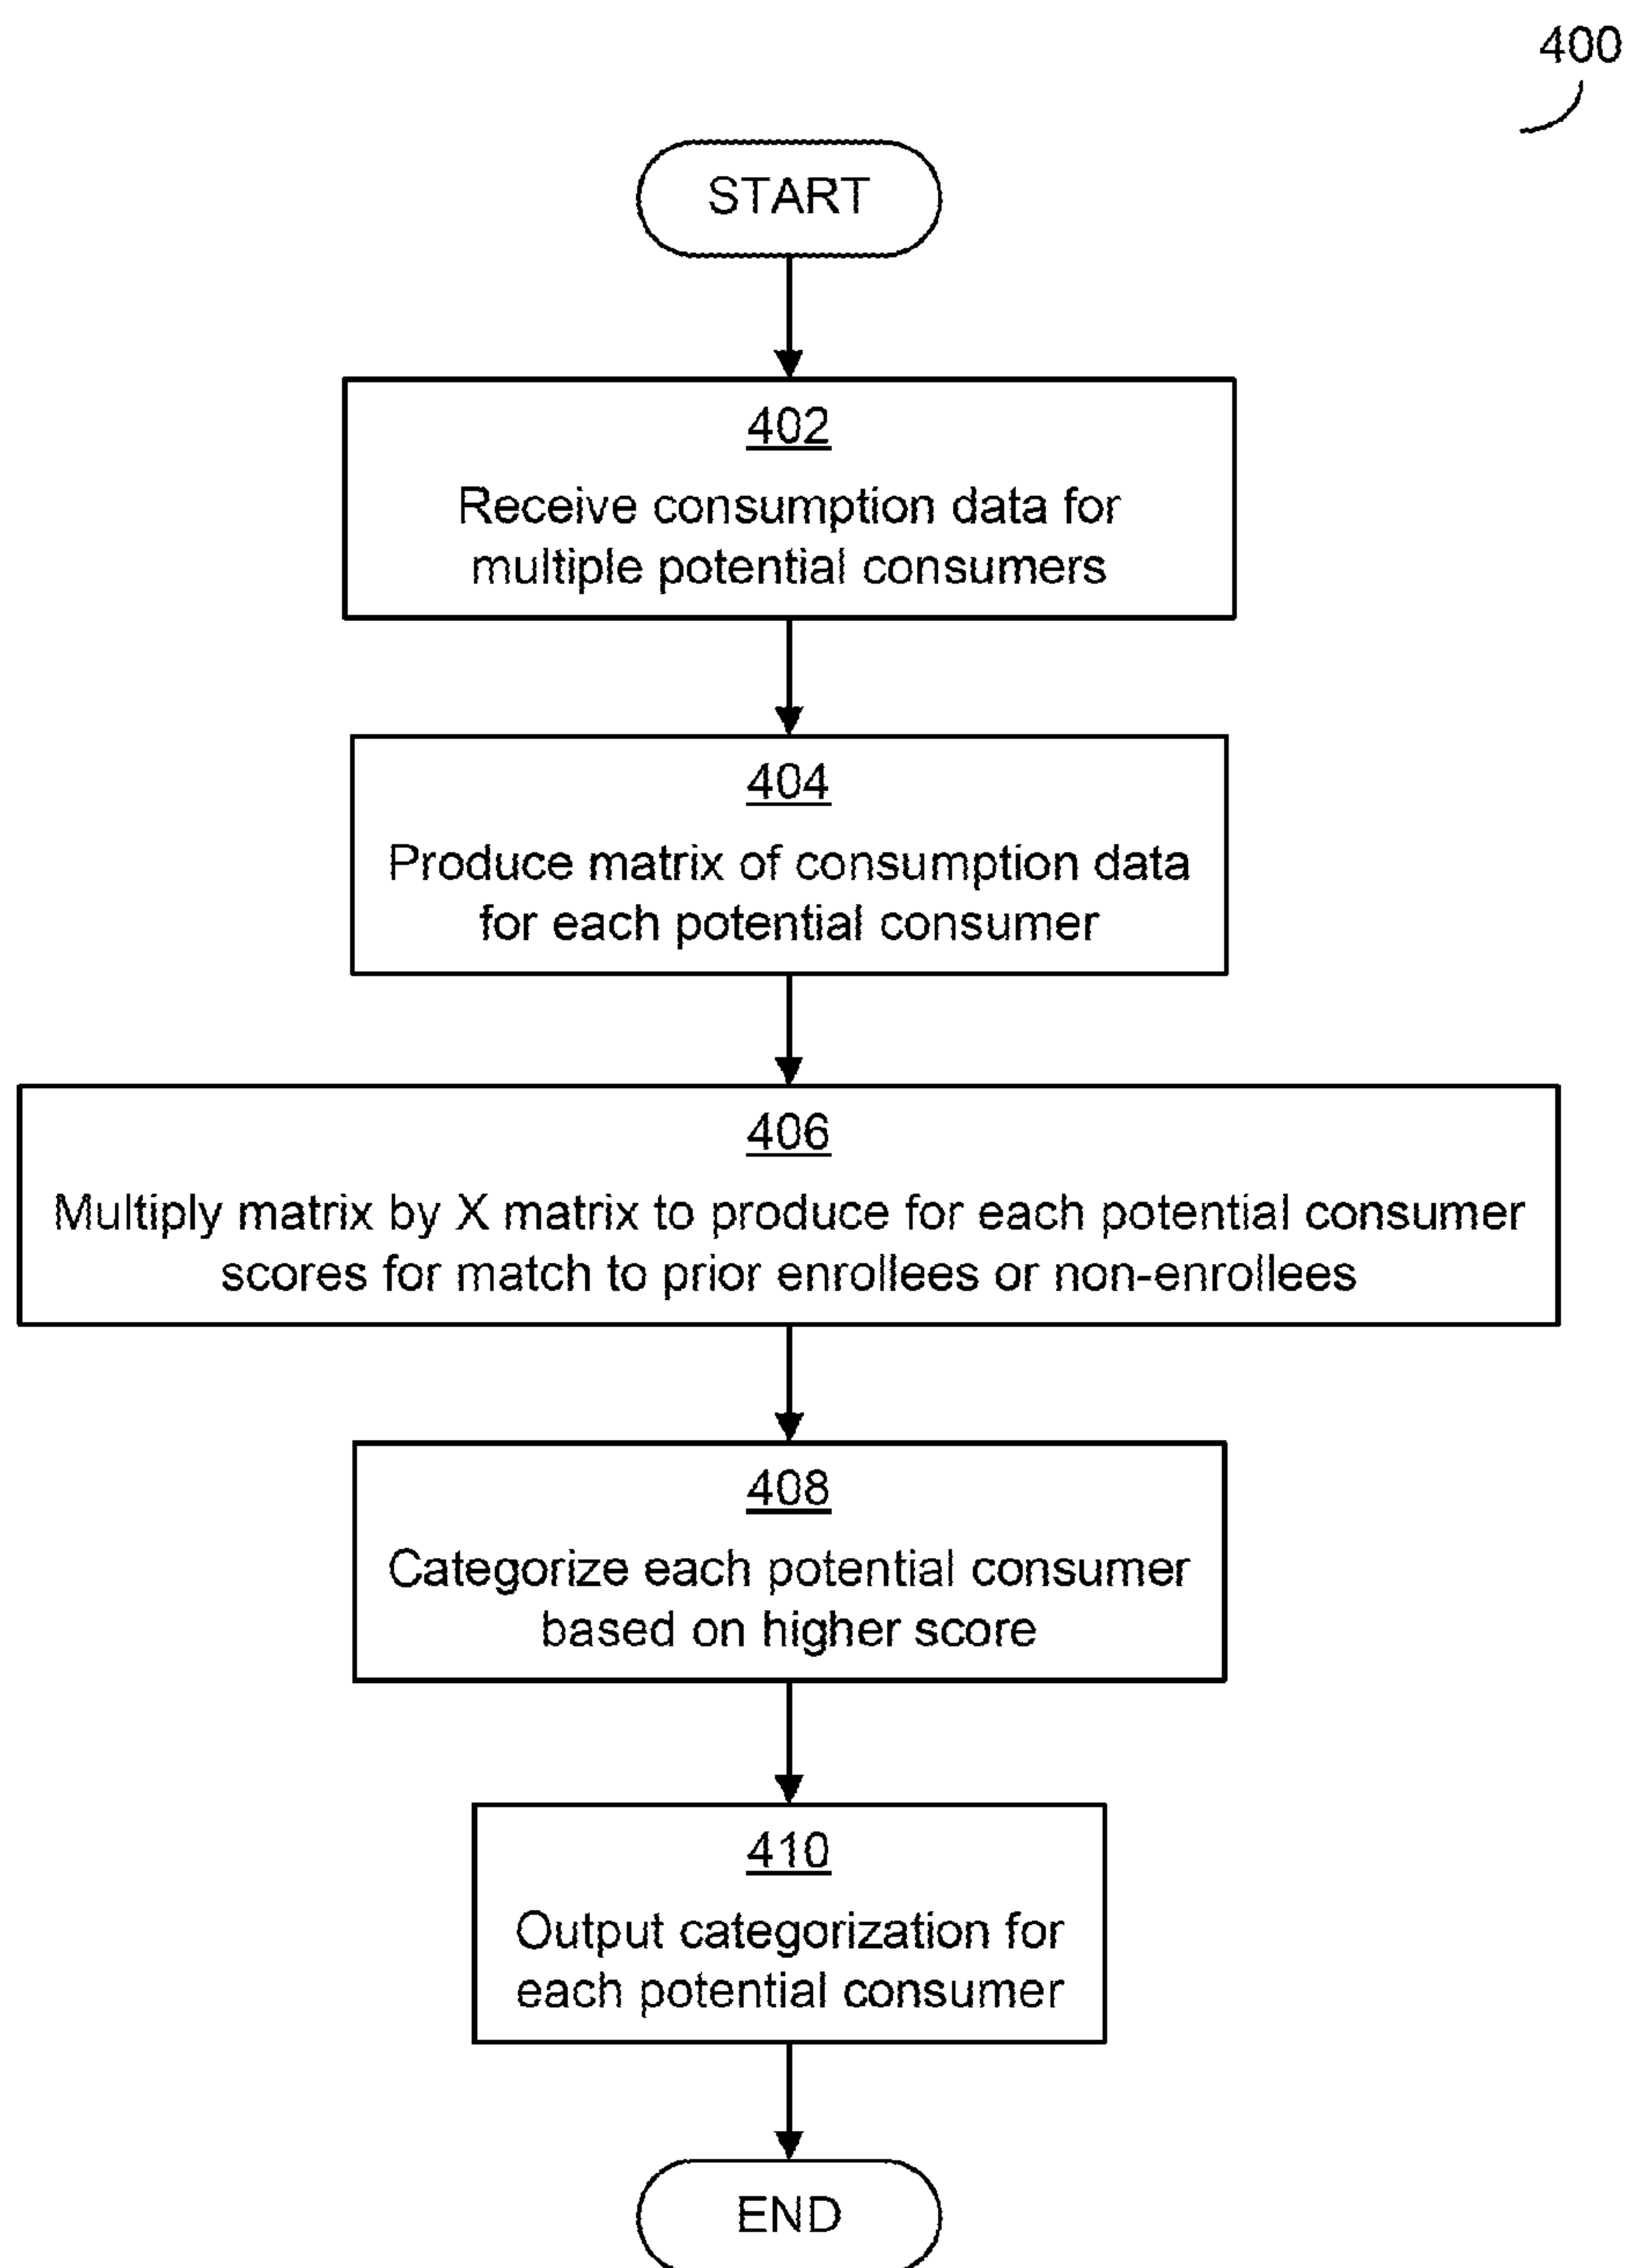 400
START
402
Receive consumption data for
multiple potential consumers
404
Produce matrix of consumption data
for each potential consumer
406
Multiply matrix by X matrix to produce for each potential consumer
scores for match to prior enrollees or non-enrollees
408
Categorize each potential consumer
based on higher score
410
Output categorization for
each potential consumer
END